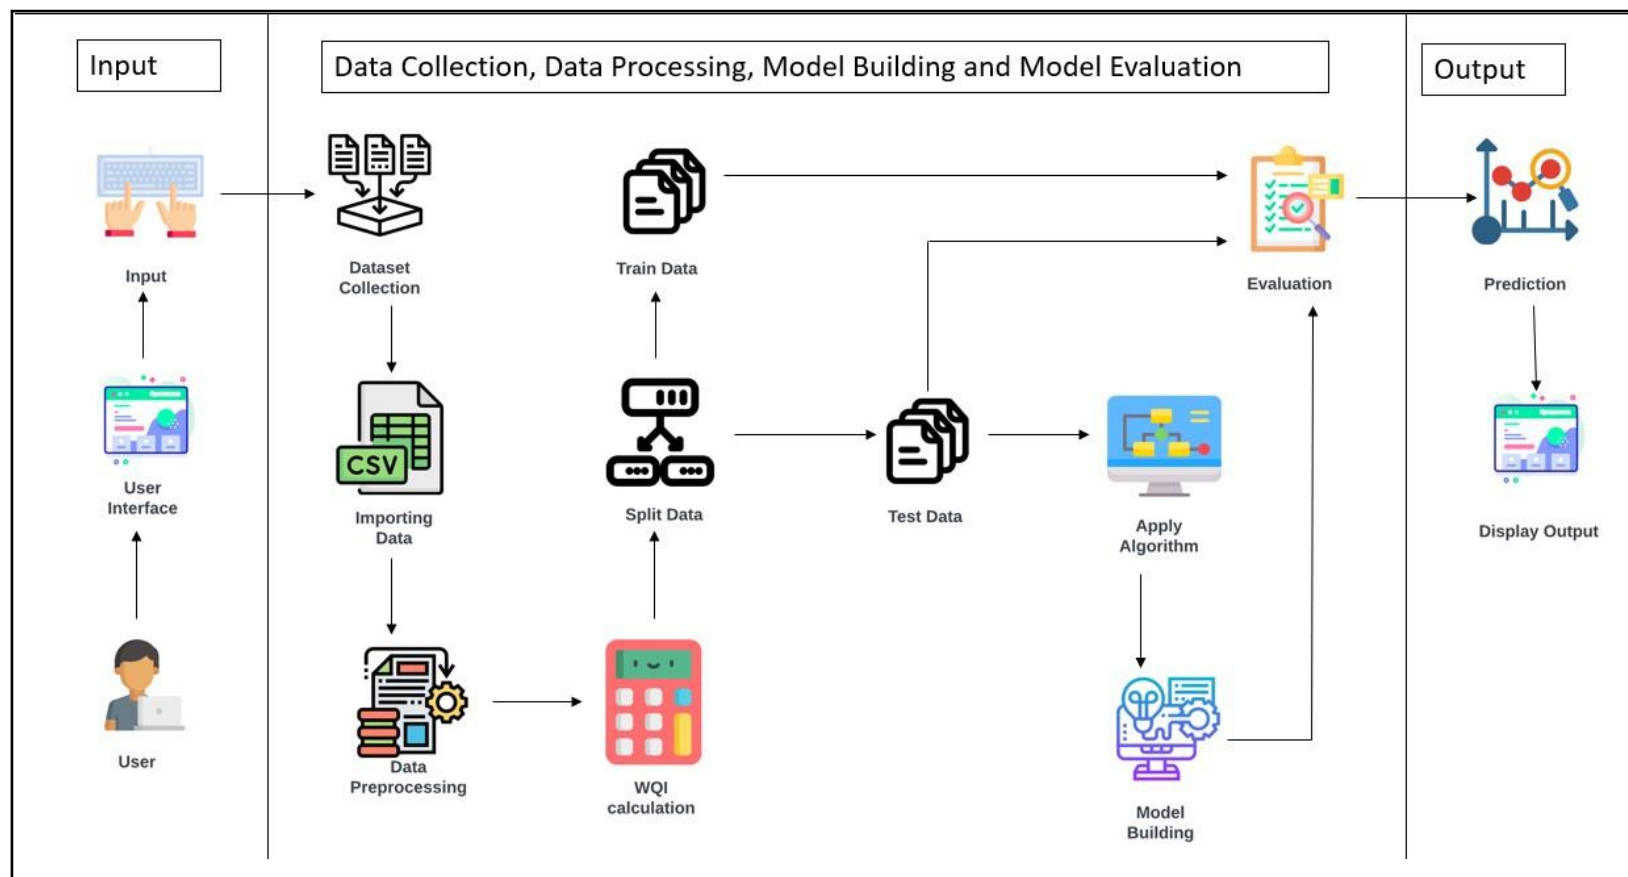 Input
Data Collection, Data Processing, Model Building and Model Evaluation
Output
Input
Dataset
Collection
Train Data
Evaluation
Prediction
User
Interface
CSV
Importing
Data
Split Data
Test Data
Apply
Algorithm
Display Output
User
Data
Preprocessing
WQI
calculation
Model
Building